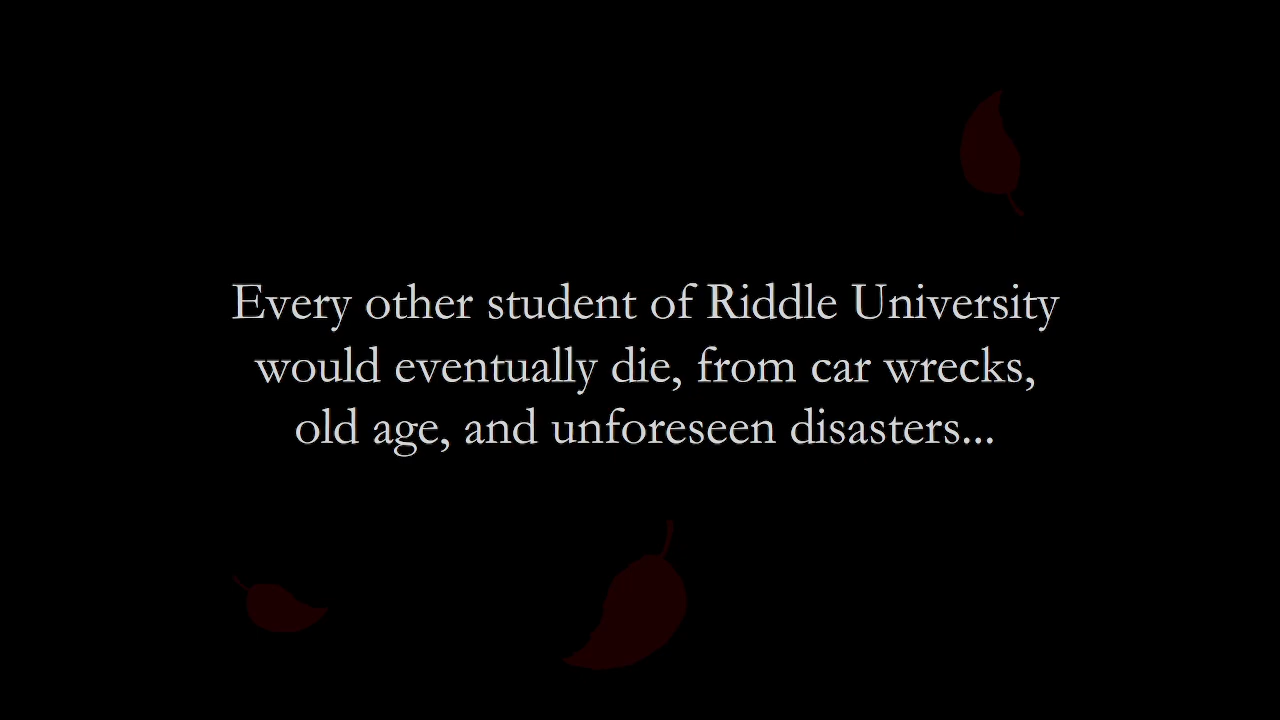 Every other student of Riddle University
would eventually die, from car wrecks,
old age, and unforeseen disasters...